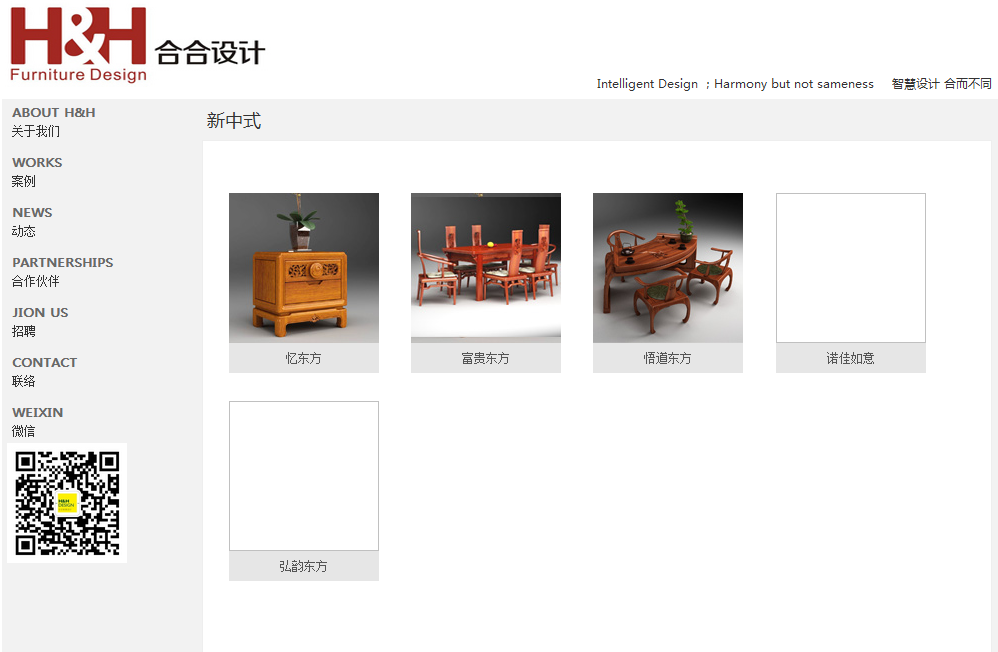 H&H
Furniture Design
合合设计
Intelligent Design ；Harmony but not sameness 智慧设计 合而不同
ABOUT H&H
关于我们
WORKS
案例
NEWS
动态
PARTNERSHIPS
合作伙伴
JION US
招聘
CONTACT
联络
WEIXIN
微信
H&H
DESIGN
新中式
忆东方
富贵东方
悟道东方
诺佳如意
弘韵东方